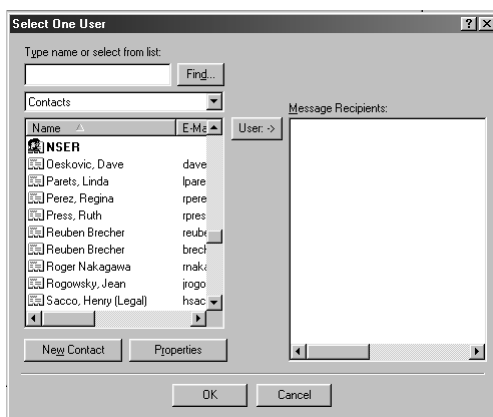 Select One User
Type name or select from list:
Find...
Contacts
Name E-Ma
User: ->
Message Recipients:
NSER
Oeskovic, Dave dave
Parets, Linda lpare
Perez, Regina rpere
Press, Ruth rpres
Reuben Brecher reube
Reuben Brecher brech
Roger Nakagawa rnaka
Rogowsky, Jean jrogo
Sacco, Henry (Legal) hsac
New Contact
Properties
OK
Cancel